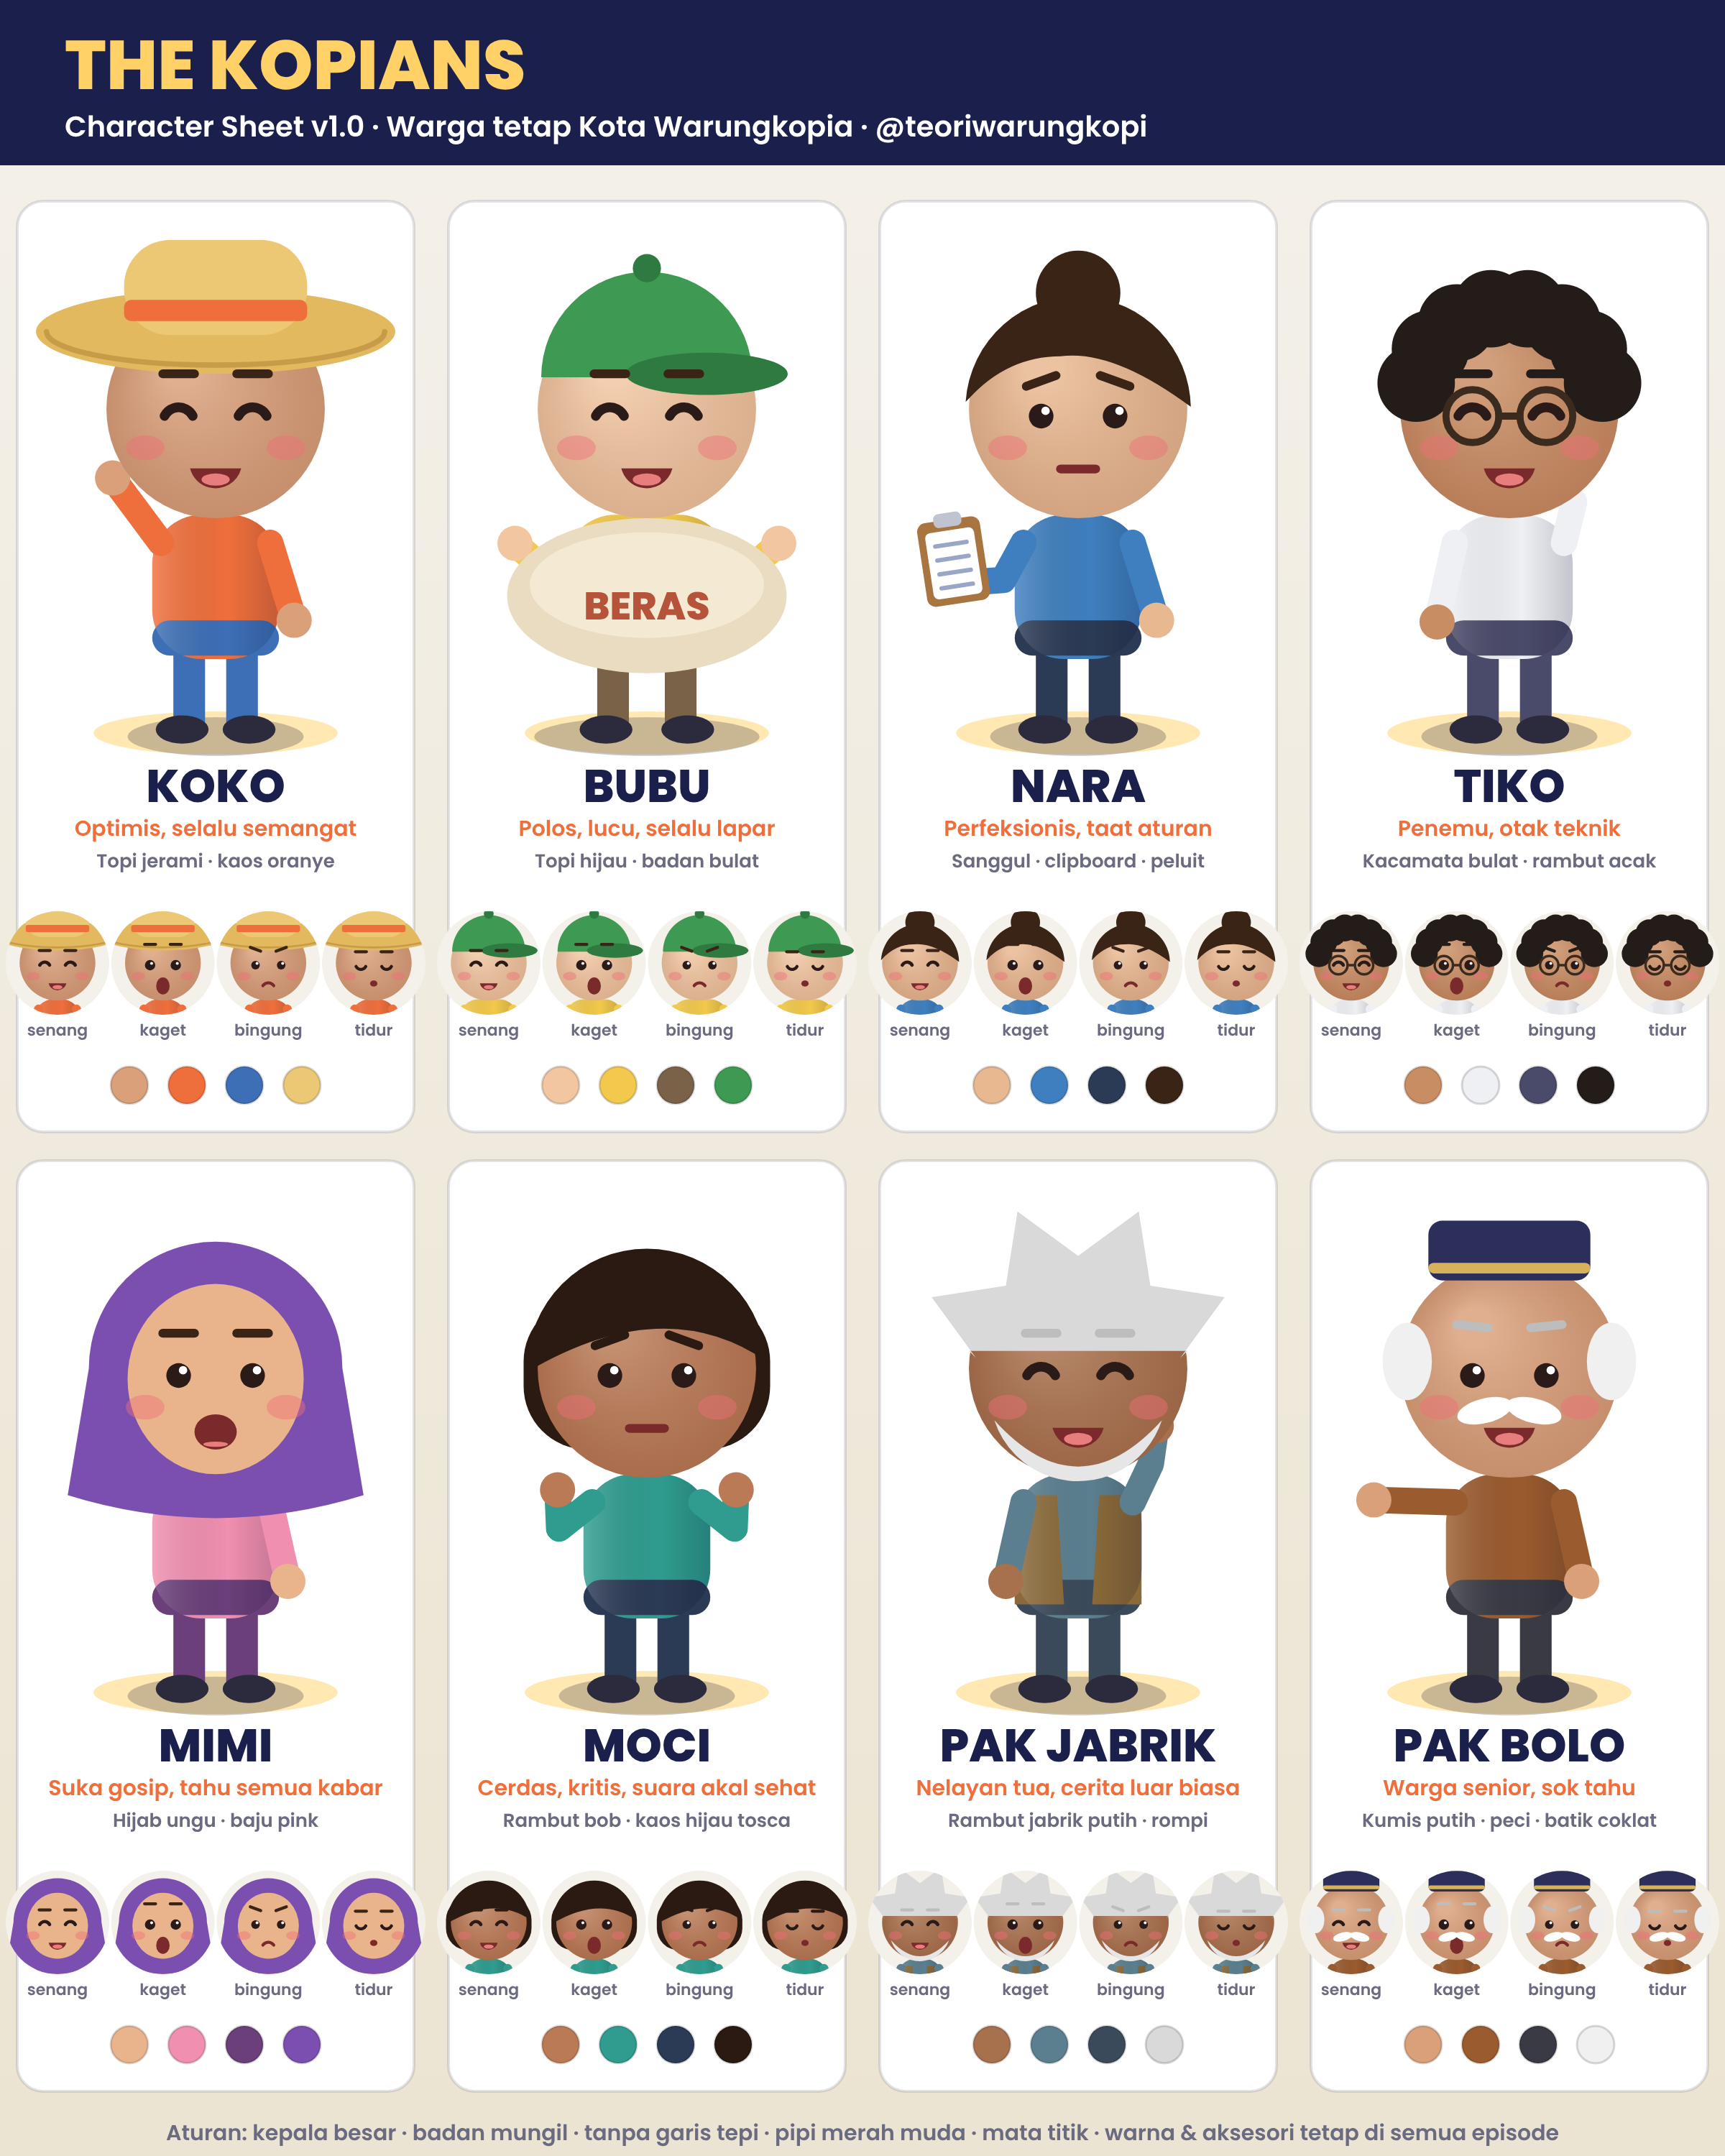 THE KOPIANS
Character Sheet v1.0 · Warga tetap Kota Warungkopia · @teoriwarungkopi
BERAS
KOKO
Optimis, selalu semangat
Topi jerami · kaos oranye
senang kaget bingung tidur
BUBU
Polos, lucu, selalu lapar
Topi hijau · badan bulat
senang kaget bingung tidur
NARA
Perfeksionis, taat aturan
Sanggul · clipboard · peluit
senang kaget bingung tidur
TIKO
Penemu, otak teknik
Kacamata bulat · rambut acak
senang kaget bingung tidur
MIMI
Suka gosip, tahu semua kabar
Hijab ungu · baju pink
senang kaget bingung tidur
MOCI
Cerdas, kritis, suara akal sehat
Rambut bob · kaos hijau tosca
senang kaget bingung tidur
PAK JABRIK
Nelayan tua, cerita luar biasa
Rambut jabrik putih · rompi
senang kaget bingung tidur
PAK BOLO
Warga senior, sok tahu
Kumis putih · peci · batik coklat
senang kaget bingung tidur
Aturan: kepala besar · badan mungil · tanpa garis tepi · pipi merah muda · mata titik · warna & aksesori tetap di semua episode